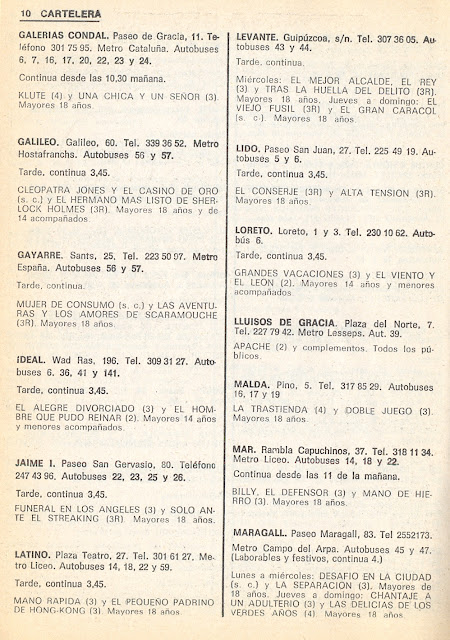 10 CARTELERA
GALERIAS CONDAL. Paseo de Gracia, 11. Te-
léfono 301 75 95. Metro Cataluña. Autobuses
6, 7, 16, 17, 20, 22, 23 y 24.
Continua desde las 10,30 mañana.
KLUTE (4) y UNA CHICA Y UN SEÑOR (3).
Mayores 18 años.
GALILEO. Galileo, 60. Tel. 339 36 52. Metro
Hostafranchs. Autobuses 56 y 57.
Tarde, continua 3,45.
CLEOPATRA JONES Y EL CASINO DE ORO
(s. c.) y EL HERMANO MAS LISTO DE SHER-
LOCK HOLMES (3R). Mayores 18 años y de
14 acompañados.
GAYARRE. Sants, 25. Tel. 223 50 97. Metro
España. Autobuses 56 y 57.
Tarde, continua.
MUJER DE CONSUMO (s. c.) y LAS AVENTU-
RAS Y LOS AMORES DE SCARAMOUCHE
(3R). Mayores 18 años.
IDEAL. Wad Ras, 196. Tel. 309 31 27. Auto-
buses 6, 36, 41 y 141.
Tarde, continua 3,45.
EL ALEGRE DIVORCIADO (3) y EL HOM-
BRE QUE PUDO REINAR (2). Mayores 14 años
y menores acompañados.
JAIME I. Paseo San Gervasio, 80. Teléfono
247 43 96. Autobuses 22, 23, 25 y 26.
Tarde, continua 3,45.
FUNERAL EN LOS ANGELES (3) y SOLO AN-
TE EL STREAKING (3R) Mayores 18 años.
LATINO. Plaza Teatro, 27. Tel. 301 61 27. Me-
tro Liceo. Autobuses 14, 18, 22 y 59.
Tarde, continua 3,45.
MANO RAPIDA (3) y EL PEQUEÑO PADRINO
DE HONG-KONG (3). Mayores 18 años.
LEVANTE. Guipúzcoa, s/n. Tel. 307 36 05. Au-
tobuses 43 y 44.
Tarde, continua.
Miércoles: EL MEJOR ALCALDE, EL REY
(3) y TRAS LA HUELLA DEL DELITO (3R).
Mayores 18 años. Jueves a domingo: EL
VIEJO FUSIL (3R) y EL GRAN CARACOL
(s. c.). Mayores 18 años.
LIDO. Paseo San Juan, 27. Tel. 225 49 19. Au-
tobuses 5 y 6.
Tarde, continua 3,45.
EL CONSERJE (3R) y ALTA TENSION (3R).
Mayores 18 años.
LORETO. Loreto, 1 y 3. Tel. 230 10 62. Auto-
bús 6.
Tarde, continua 3,45.
GRANDES VACACIONES (3) y EL VIENTO Y
EL LEON (2). Mayores 14 años y menores
acompañados.
LLUISOS DE GRACIA. Plaza del Norte, 7.
Tel. 227 79 42. Metro Lesseps. Aut. 39.
APACHE (2) y complementos. Todos los pú-
blicos.
MALDA. Pino, 5. Tel. 317 85 29. Autobuses
16, 17 y 19
LA TRASTIENDA (4) y DOBLE JUEGO (3).
Mayores 18 años.
MAR. Rambla Capuchinos, 37. Tel. 318 11 34.
Metro Liceo. Autobuses 14, 18 y 22.
Continua desde las 11 de la mañana.
BILLY, EL DEFENSOR (3) y MANO DE HIE-
RRO (3). Mayores 18 años.
MARAGALL. Paseo Maragall, 83. Tel 2552173.
Metro Campo del Arpa. Autobuses 45 y 47.
(Laborables y festivos, continua 4.)
Lunes a miércoles: DESAFIO EN LA CIUDAD
(s. c.) y LA SEPARACION (3). Mayores de
18 años. Jueves a domingo: CHANTAJE A
UN ADULTERIO (3) y LAS DELICIAS DE LOS
VERDES AÑOS (4). Mayores 18 años.